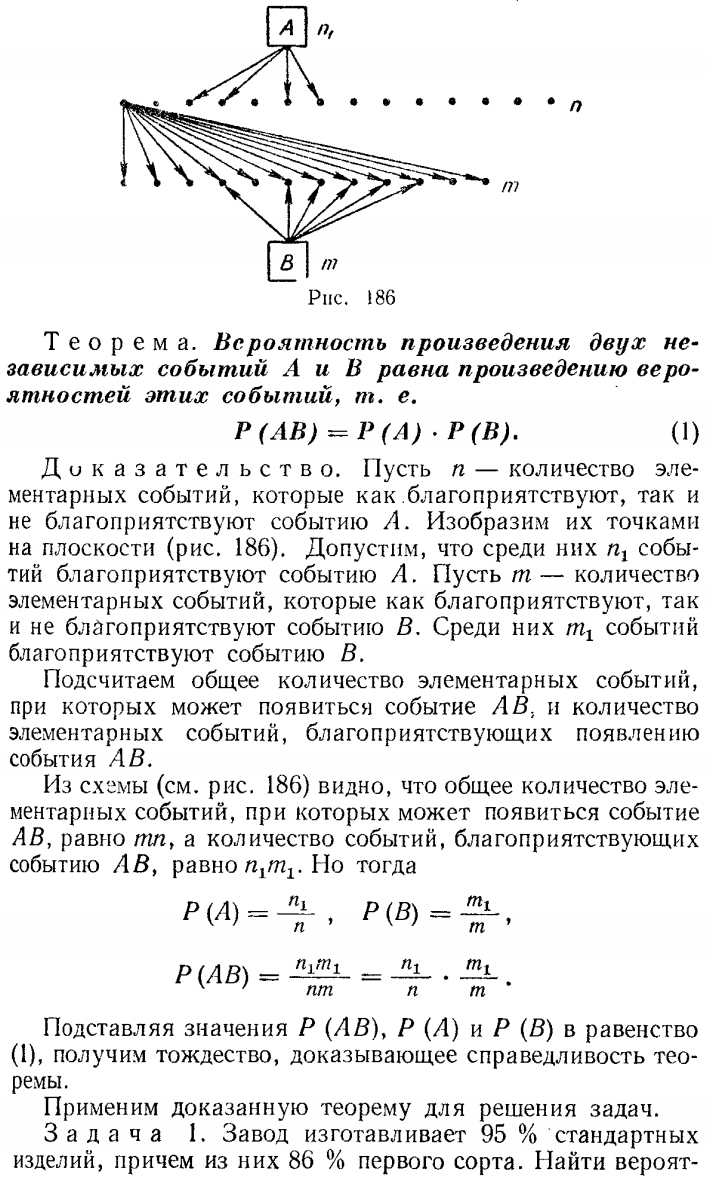 A n₁
n
m
B m
Рис. 186
Теорема. Вероятность произведения двух не-
зависимых событий А и В равна произведению веро-
ятностей этих событий, т. е.
P (AB) = P (A) · P (B). (1)
Доказательство. Пусть n — количество эле-
ментарных событий, которые как благоприятствуют, так и
не благоприятствуют событию А. Изобразим их точками
на плоскости (рис. 186). Допустим, что среди них n₁ собы-
тий благоприятствуют событию А. Пусть m — количество
элементарных событий, которые как благоприятствуют, так
и не благоприятствуют событию В. Среди них m₁ событий
благоприятствуют событию В.
Подсчитаем общее количество элементарных событий,
при которых может появиться событие АВ, и количество
элементарных событий, благоприятствующих появлению
события АВ.
Из схемы (см. рис. 186) видно, что общее количество эле-
ментарных событий, при которых может появиться событие
АВ, равно mn, а количество событий, благоприятствующих
событию АВ, равно n₁m₁. Но тогда
P (A) = n₁/n , P (B) = m₁/m ,
P (AB) = n₁m₁/nm = n₁/n · m₁/m .
Подставляя значения P (AB), P (A) и P (B) в равенство
(1), получим тождество, доказывающее справедливость тео-
ремы.
Применим доказанную теорему для решения задач.
Задача 1. Завод изготавливает 95 % стандартных
изделий, причем из них 86 % первого сорта. Найти вероят-